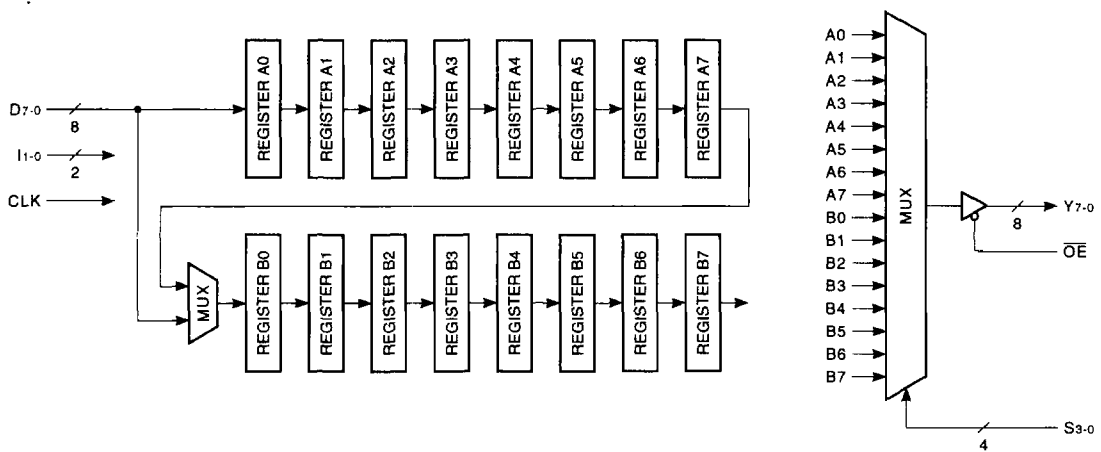 REGISTER A0
REGISTER A1
REGISTER A2
REGISTER A3
REGISTER A4
REGISTER A5
REGISTER A6
REGISTER A7
D7-0
8
I1-0
2
CLK
MUX
REGISTER B0
REGISTER B1
REGISTER B2
REGISTER B3
REGISTER B4
REGISTER B5
REGISTER B6
REGISTER B7
A0
A1
A2
A3
A4
A5
A6
A7
B0
B1
B2
B3
B4
B5
B6
B7
MUX
8
Y7-0
OE
4
S3-0